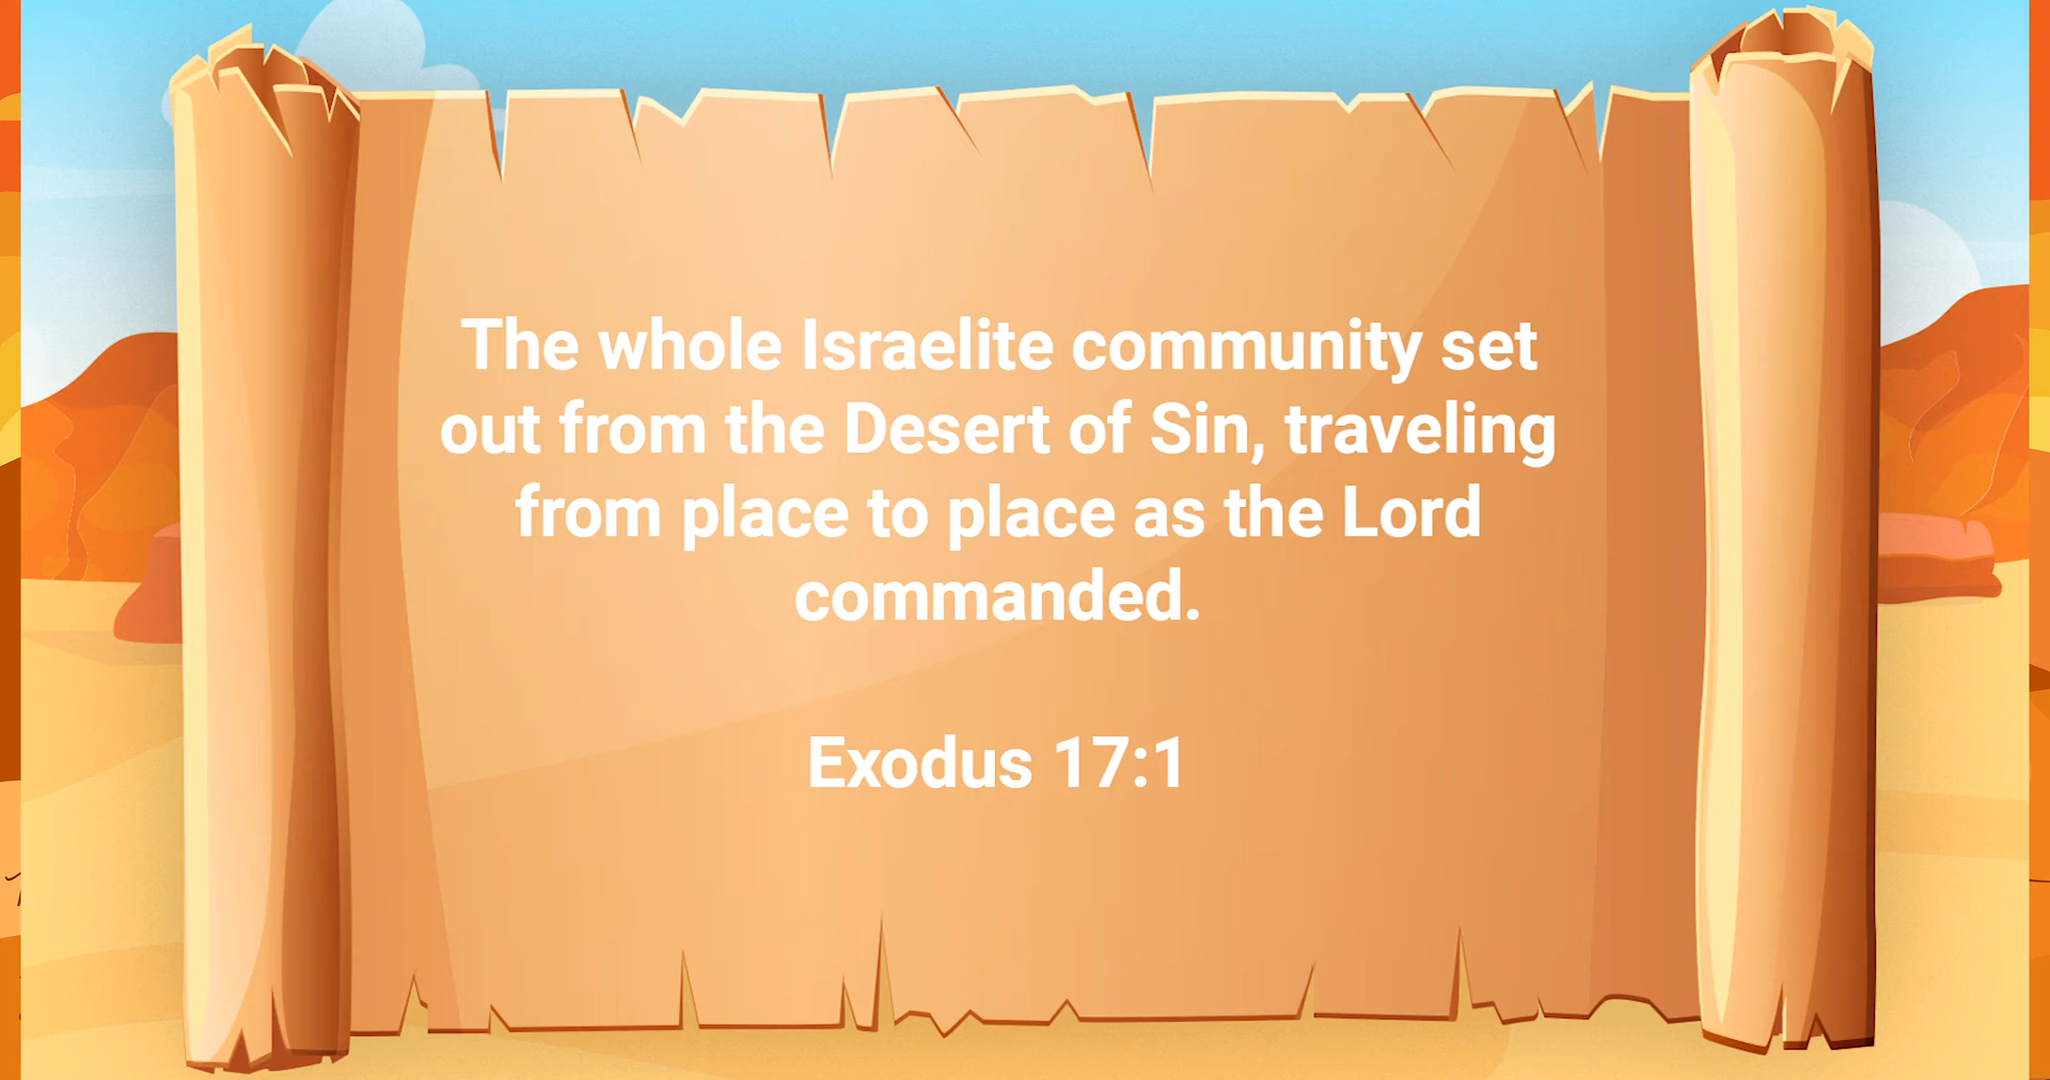 The whole Israelite community set
out from the Desert of Sin, traveling
from place to place as the Lord
commanded.
Exodus 17:1